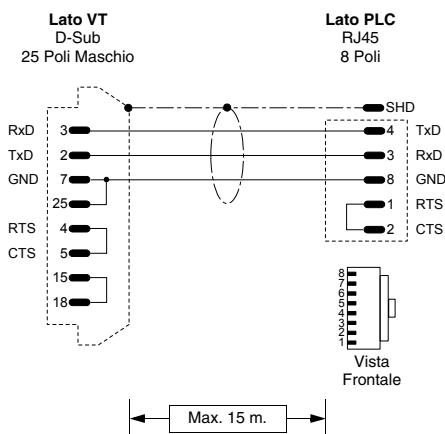 Lato VT
D-Sub
25 Poli Maschio
Lato PLC
RJ45
8 Poli
SHD
RxD 3 4 TxD
TxD 2 3 RxD
GND 7 8 GND
25 1 RTS
RTS 4 2 CTS
CTS 5
15
18
8
7
6
5
4
3
2
1
Vista
Frontale
Max. 15 m.